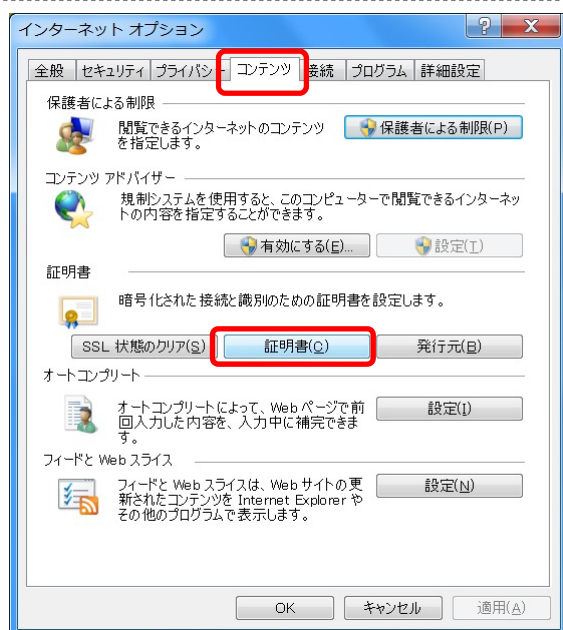 インターネット オプション
全般 セキュリティ プライバシー コンテンツ 接続 プログラム 詳細設定
保護者による制限
閲覧できるインターネットのコンテンツ
を指定します。
保護者による制限(P)
コンテンツ アドバイザー
規制システムを使用すると、このコンピューターで閲覧できるインターネッ
トの内容を指定することができます。
有効にする(E)... 設定(T)
証明書
暗号化された接続と識別のための証明書を設定します。
SSL 状態のクリア(S) 証明書(C) 発行元(B)
オートコンプリート
オートコンプリートによって、Web ページで前
回入力した内容を、入力中に補完できま
す。
設定(I)
フィードと Web スライス
フィードと Web スライスは、Web サイトの更
新されたコンテンツを Internet Explorer や
その他のプログラムで表示します。
設定(N)
OK キャンセル 適用(A)